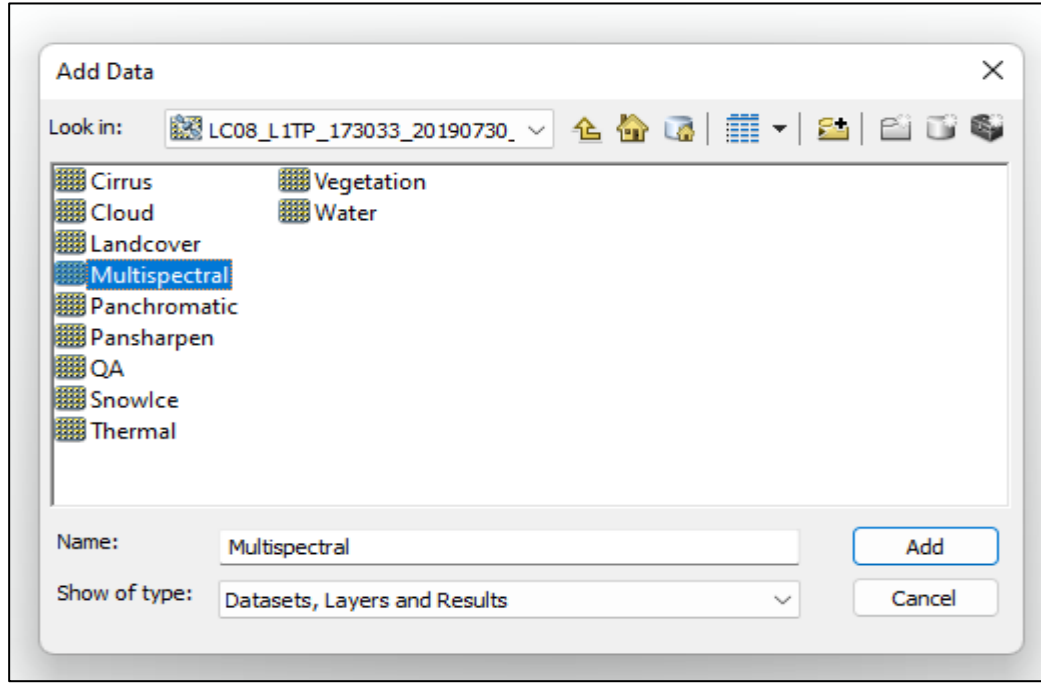 Add Data
Look in: LC08_L1TP_173033_20190730_
Cirrus
Cloud
Landcover
Multispectral
Panchromatic
Pansharpen
QA
SnowIce
Thermal
Vegetation
Water
Name: Multispectral
Add
Show of type: Datasets, Layers and Results
Cancel